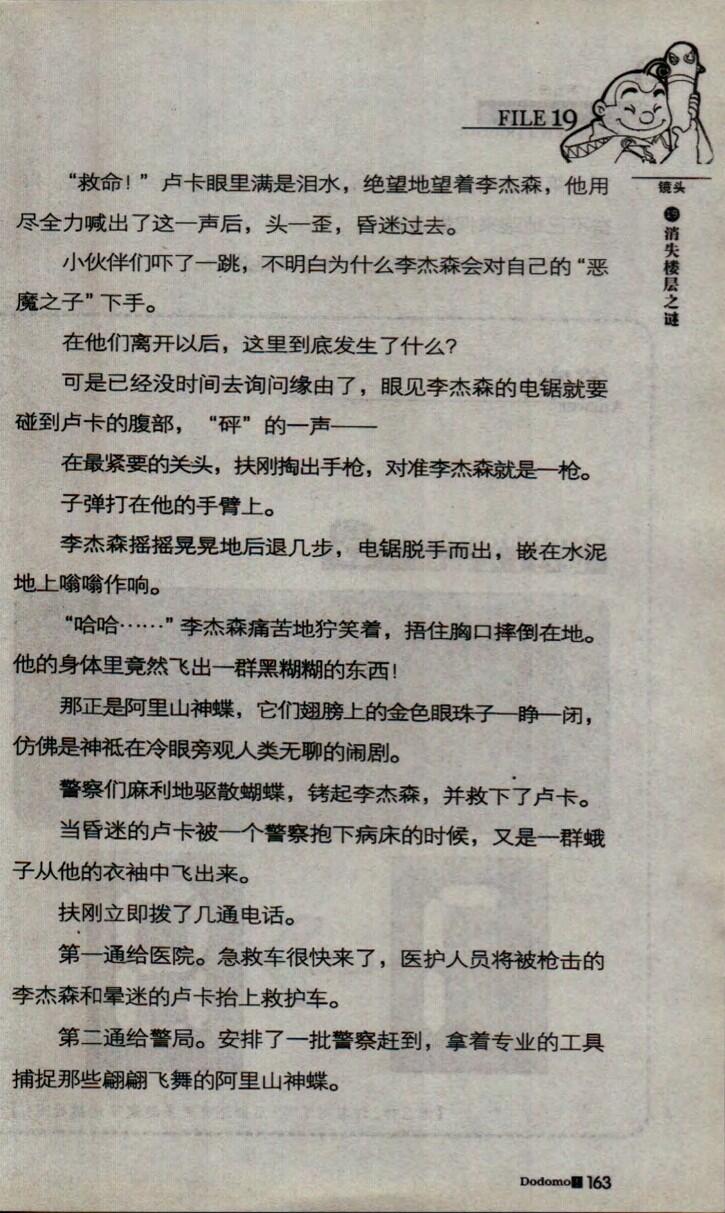 FILE 19
镜头
⑲消失楼层之谜
“救命！”卢卡眼里满是泪水，绝望地望着李杰森，他用
尽全力喊出了这一声后，头一歪，昏迷过去。
小伙伴们吓了一跳，不明白为什么李杰森会对自己的“恶
魔之子”下手。
在他们离开以后，这里到底发生了什么？
可是已经没时间去询问缘由了，眼见李杰森的电锯就要
碰到卢卡的腹部，“砰”的一声——
在最紧要的关头，扶刚掏出手枪，对准李杰森就是一枪。
子弹打在他的手臂上。
李杰森摇摇晃晃地后退几步，电锯脱手而出，嵌在水泥
地上嗡嗡作响。
“哈哈……”李杰森痛苦地狞笑着，捂住胸口摔倒在地。
他的身体里竟然飞出一群黑糊糊的东西！
那正是阿里山神蝶，它们翅膀上的金色眼珠子一睁一闭，
仿佛是神祇在冷眼旁观人类无聊的闹剧。
警察们麻利地驱散蝴蝶，铐起李杰森，并救下了卢卡。
当昏迷的卢卡被一个警察抱下病床的时候，又是一群蛾
子从他的衣袖中飞出来。
扶刚立即拨了几通电话。
第一通给医院。急救车很快来了，医护人员将被枪击的
李杰森和晕迷的卢卡抬上救护车。
第二通给警局。安排了一批警察赶到，拿着专业的工具
捕捉那些翩翩飞舞的阿里山神蝶。
Dodomo! 163